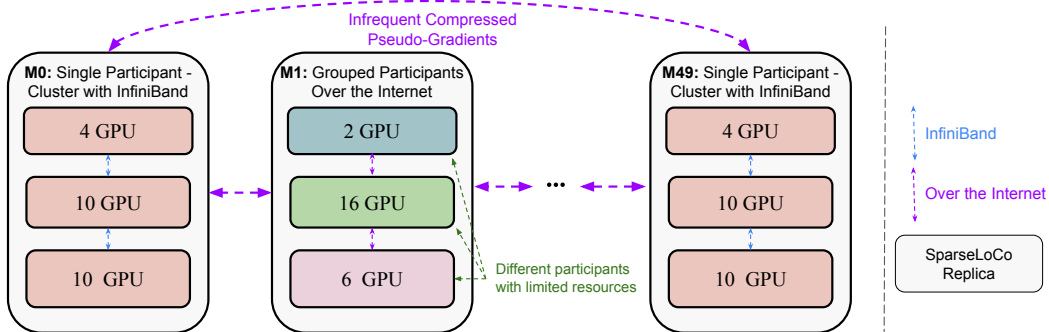 Infrequent Compressed
Pseudo-Gradients
M0: Single Participant -
Cluster with InfiniBand
4 GPU
10 GPU
10 GPU
M1: Grouped Participants
Over the Internet
2 GPU
16 GPU
6 GPU
Different participants
with limited resources
...
M49: Single Participant -
Cluster with InfiniBand
4 GPU
10 GPU
10 GPU
InfiniBand
Over the Internet
SparseLoCo
Replica